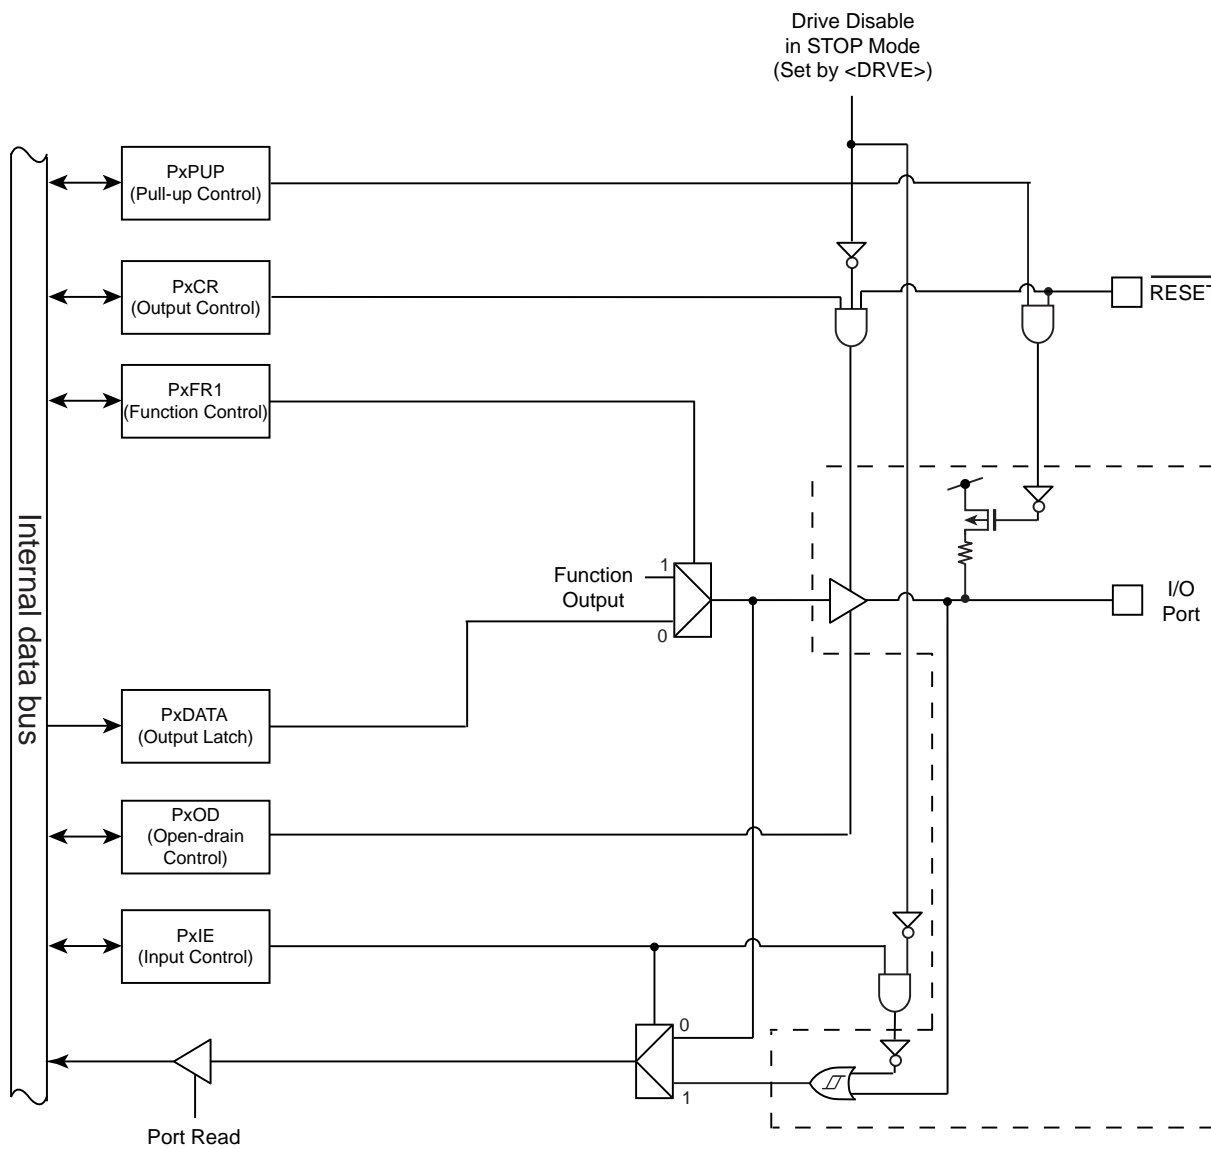 Drive Disable
in STOP Mode
(Set by <DRVE>)
PxPUP
(Pull-up Control)
PxCR
(Output Control)
RESET
PxFR1
(Function Control)
Internal data bus
1
Function
Output
0
I/O
Port
PxDATA
(Output Latch)
PxOD
(Open-drain
Control)
PxIE
(Input Control)
0
1
Port Read